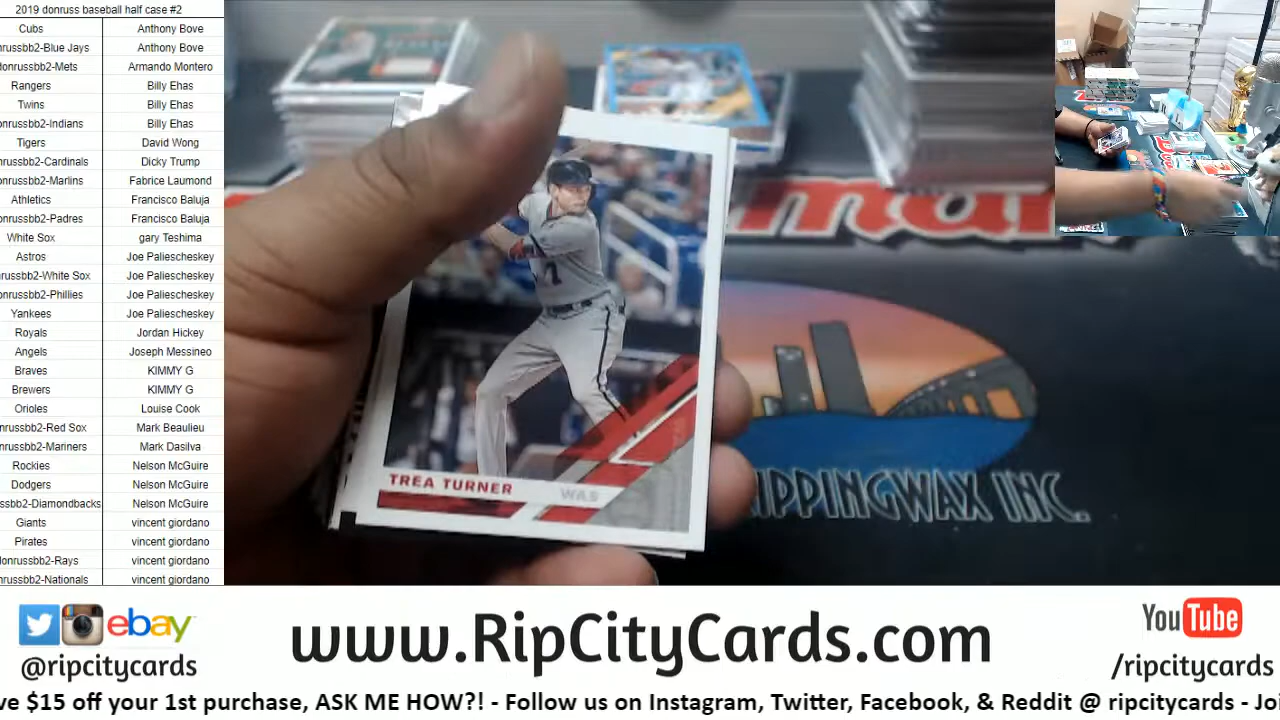 2019 donruss baseball half case #2
Cubs Anthony Bove
nrussbb2-Blue Jays Anthony Bove
donrussbb2-Mets Armando Montero
Rangers Billy Ehas
Twins Billy Ehas
onrussbb2-Indians Billy Ehas
Tigers David Wong
nrussbb2-Cardinals Dicky Trump
onrussbb2-Marlins Fabrice Laumond
Athletics Francisco Baluja
onrussbb2-Padres Francisco Baluja
White Sox gary Teshima
Astros Joe Paliescheskey
russbb2-White Sox Joe Paliescheskey
onrussbb2-Phillies Joe Paliescheskey
Yankees Joe Paliescheskey
Royals Jordan Hickey
Angels Joseph Messineo
Braves KIMMY G
Brewers KIMMY G
Orioles Louise Cook
nrussbb2-Red Sox Mark Beaulieu
nrussbb2-Mariners Mark Dasilva
Rockies Nelson McGuire
Dodgers Nelson McGuire
ssbb2-Diamondbacks Nelson McGuire
Giants vincent giordano
Pirates vincent giordano
donrussbb2-Rays vincent giordano
nrussbb2-Nationals vincent giordano
TREA TURNER WAS
RIPPINGWAX INC.
ebay
@ripcitycards
www.RipCityCards.com
YouTube
/ripcitycards
ve $15 off your 1st purchase, ASK ME HOW?! - Follow us on Instagram, Twitter, Facebook, & Reddit @ ripcitycards - Joi